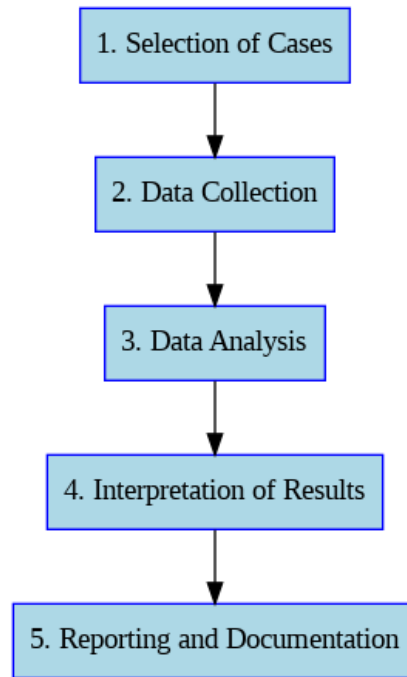 1. Selection of Cases
2. Data Collection
3. Data Analysis
4. Interpretation of Results
5. Reporting and Documentation